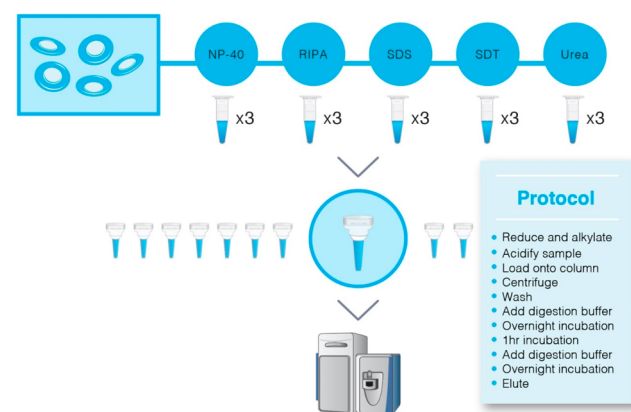 NP-40
RIPA
SDS
SDT
Urea
x3
x3
x3
x3
x3
Protocol
Reduce and alkylate
Acidify sample
Load onto column
Centrifuge
Wash
Add digestion buffer
Overnight incubation
1hr incubation
Add digestion buffer
Overnight incubation
Elute